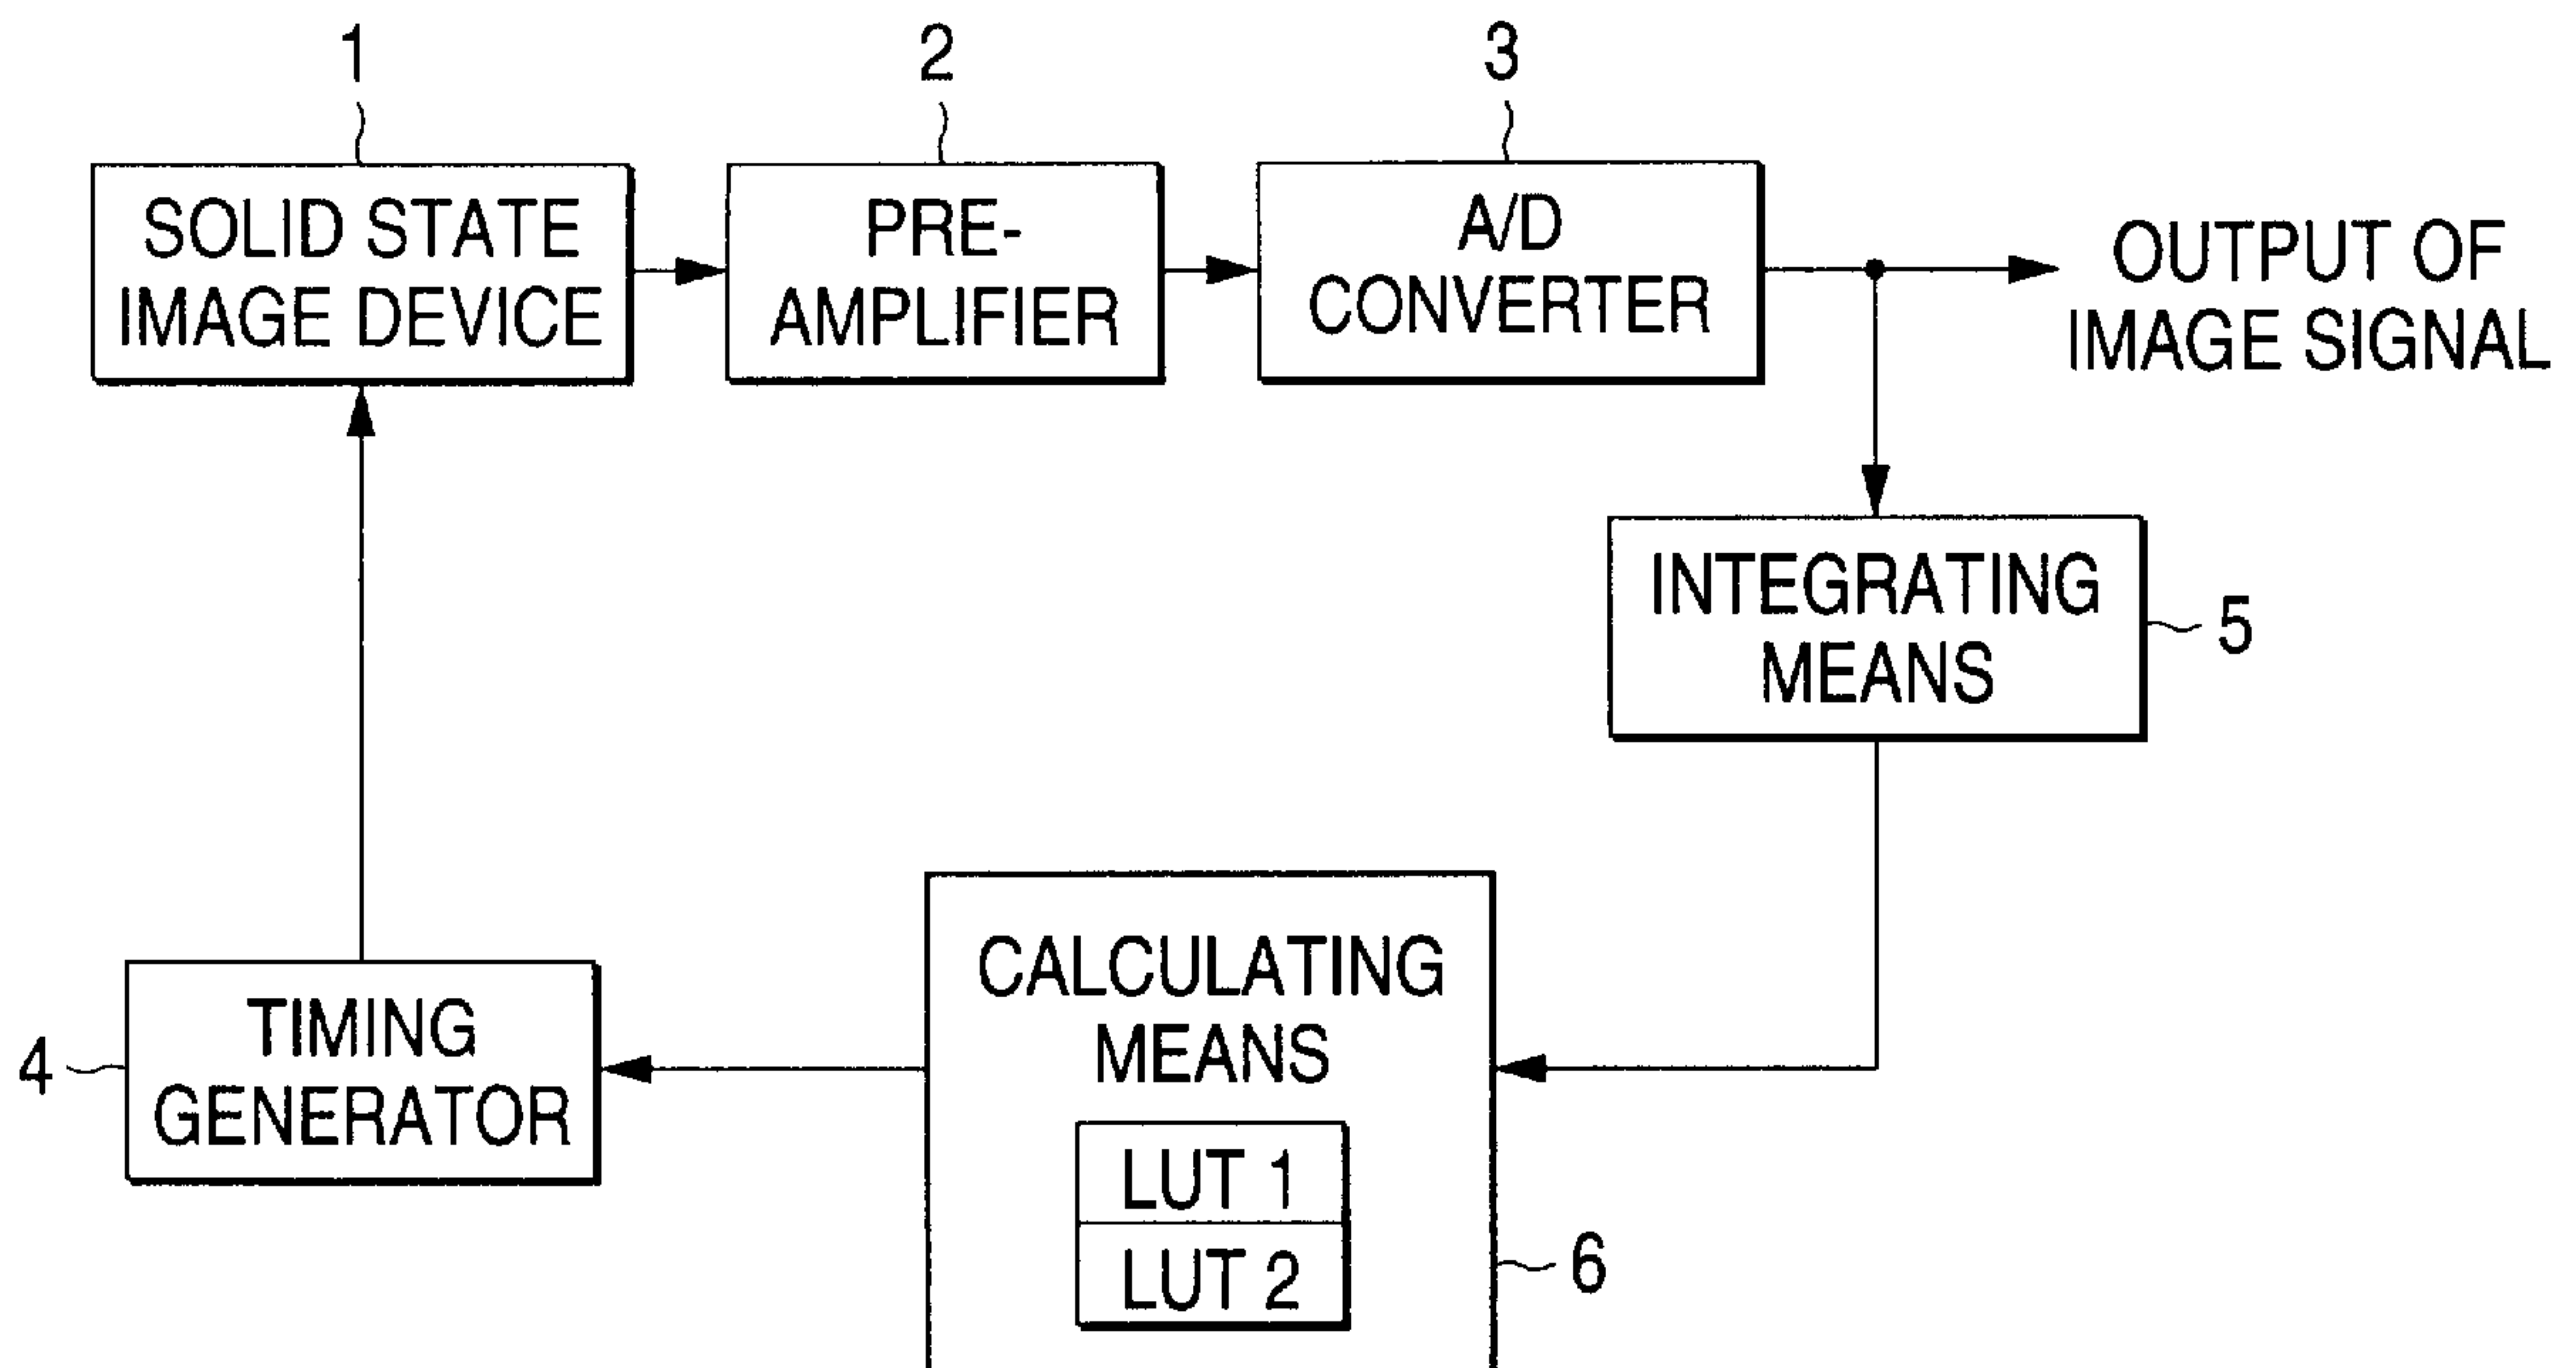 1
2
3
SOLID STATE
IMAGE DEVICE
PRE-
AMPLIFIER
A/D
CONVERTER
OUTPUT OF
IMAGE SIGNAL
INTEGRATING
MEANS
5
CALCULATING
MEANS
LUT 1
LUT 2
6
TIMING
GENERATOR
4